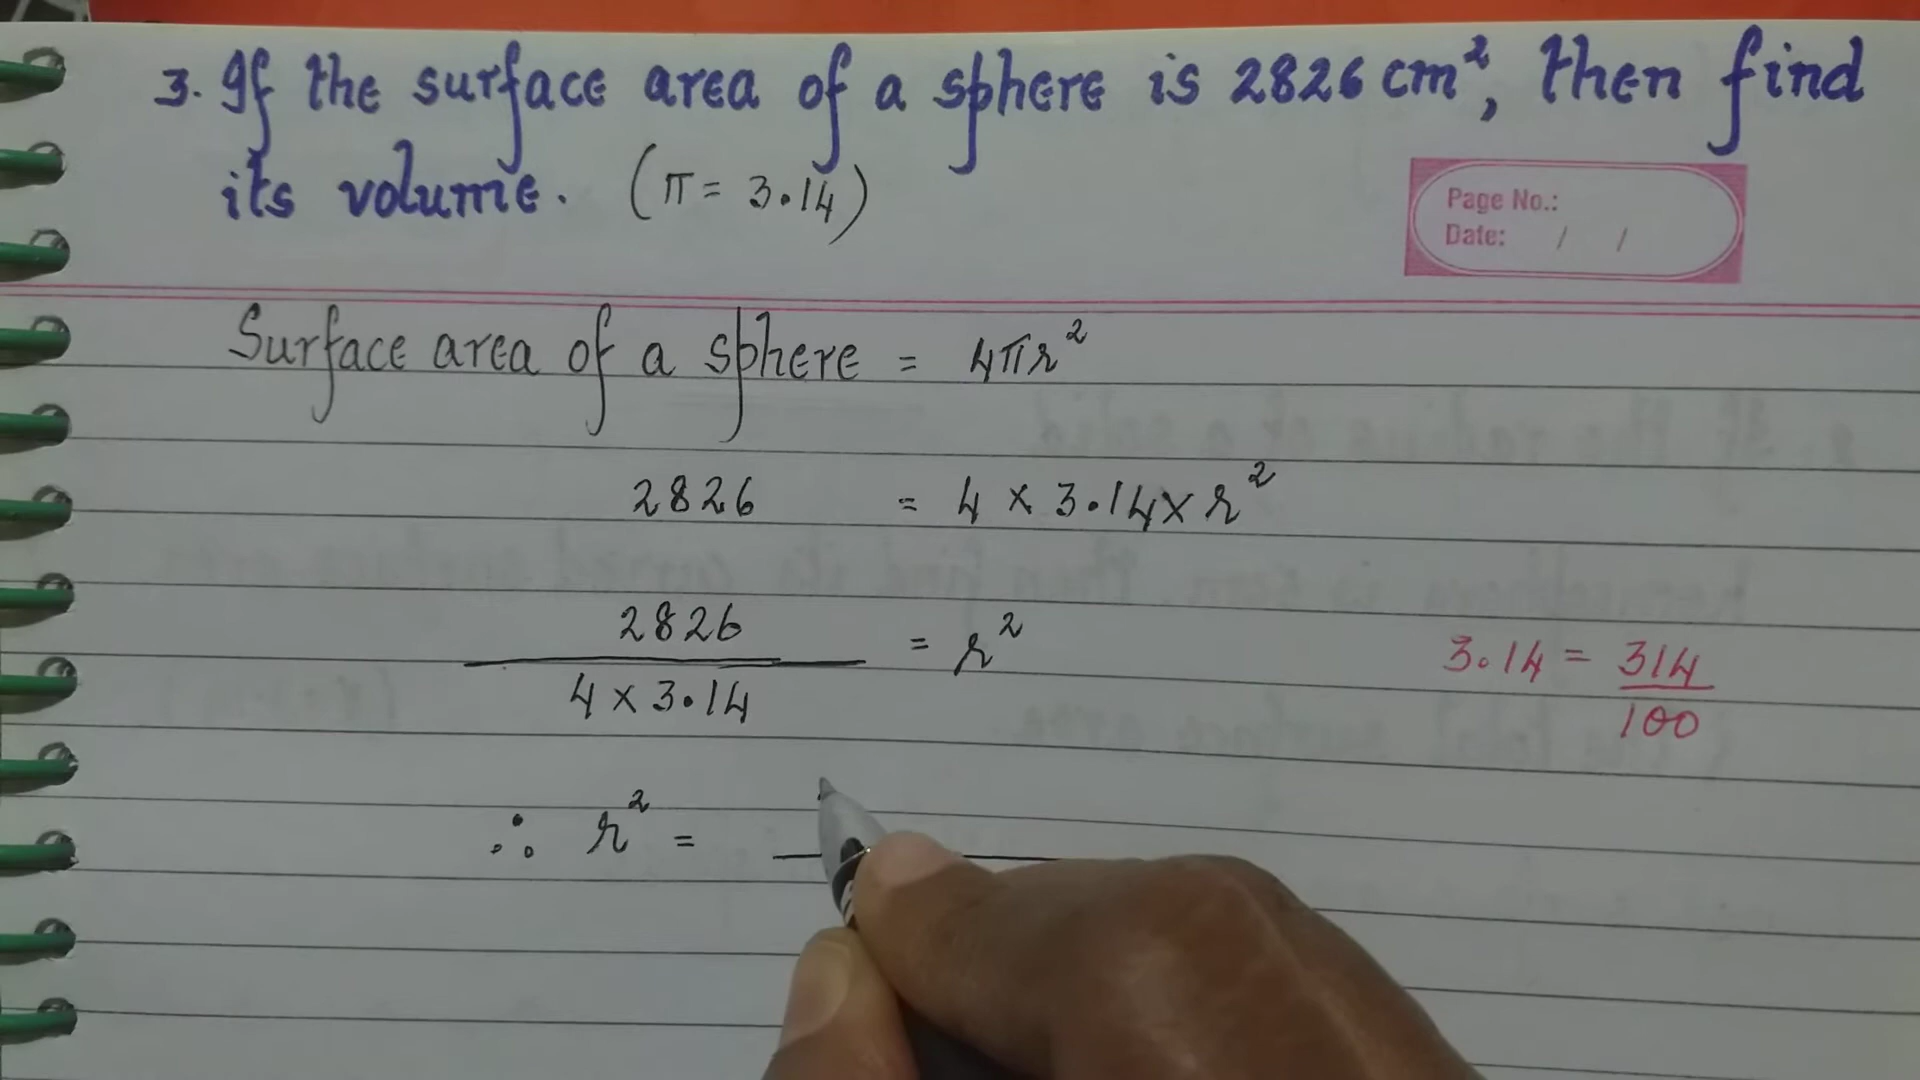 3. If the surface area of a sphere is 2826 cm², then find
its volume. (π = 3.14)
Page No.:
Date: / /
Surface area of a sphere = 4πr²
2826 = 4 × 3.14 × r²
2826
4 × 3.14
= r²
3.14 = 314
100
∴ r² =